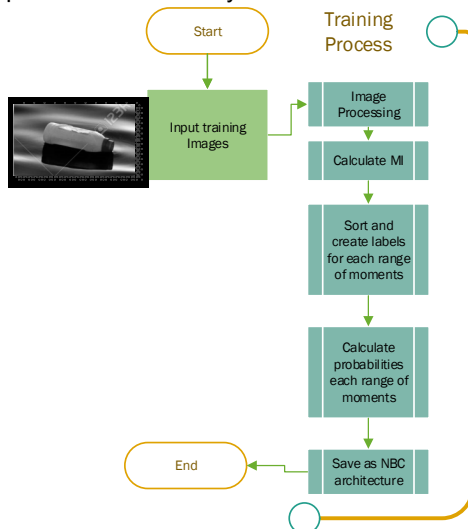 Start
Training
Process
Input training
Images
Image
Processing
Calculate MI
Sort and
create labels
for each range
of moments
Calculate
probabilities
each range of
moments
Save as NBC
architecture
End